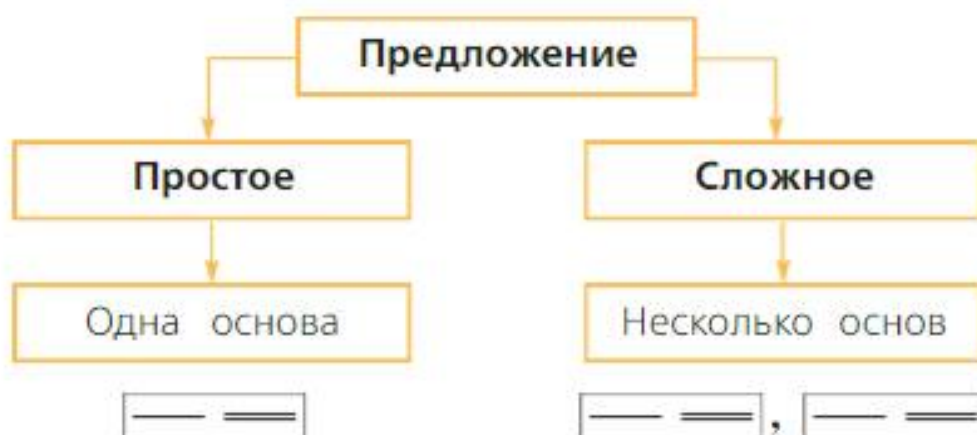 Предложение
Простое
Сложное
Одна основа
Несколько основ
,